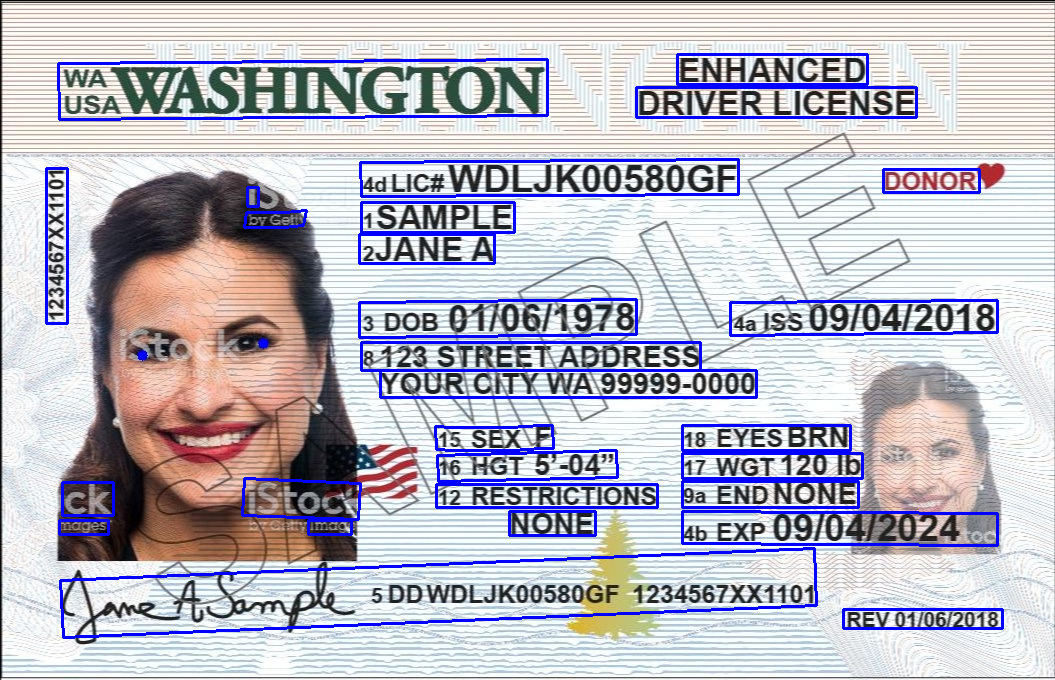 WA
USA
WASHINGTON
ENHANCED
DRIVER LICENSE
1234567XX1101
4d LIC# WDLJK00580GF
DONOR
1 SAMPLE
2 JANE A
3 DOB 01/06/1978
4a ISS 09/04/2018
8 123 STREET ADDRESS
YOUR CITY WA 99999-0000
15 SEX F
18 EYES BRN
16 HGT 5'-04”
17 WGT 120 lb
12 RESTRICTIONS
NONE
9a END NONE
4b EXP 09/04/2024
Jane A Sample
5 DD WDLJK00580GF 1234567XX1101
REV 01/06/2018
SAMPLE
iStock
iStock
by Getty Images